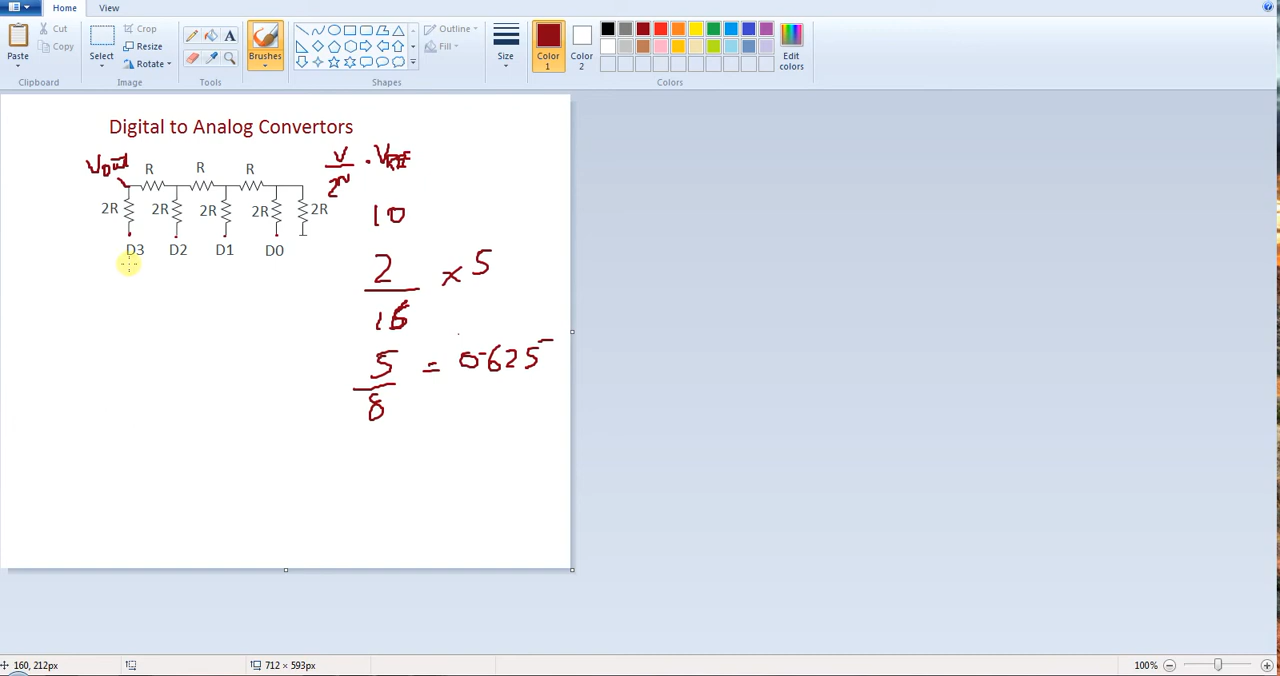 Home View
Paste
Cut
Copy
Clipboard
Select
Crop
Resize
Rotate
Image
A
Tools
Brushes
Shapes
Outline
Fill
Size
Color 1
Color 2
Edit colors
Colors
Digital to Analog Convertors
VOUT R R R
2R 2R 2R 2R 2R
D3 D2 D1 D0
V/2^N . VREF
10
2/16 x 5
5/8 = 0.625
160, 212px 712 × 593px 100%